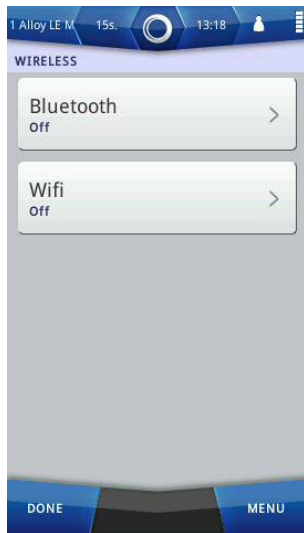 1 Alloy LE M 15s. 13:18
WIRELESS
Bluetooth
Off
Wifi
Off
DONE MENU